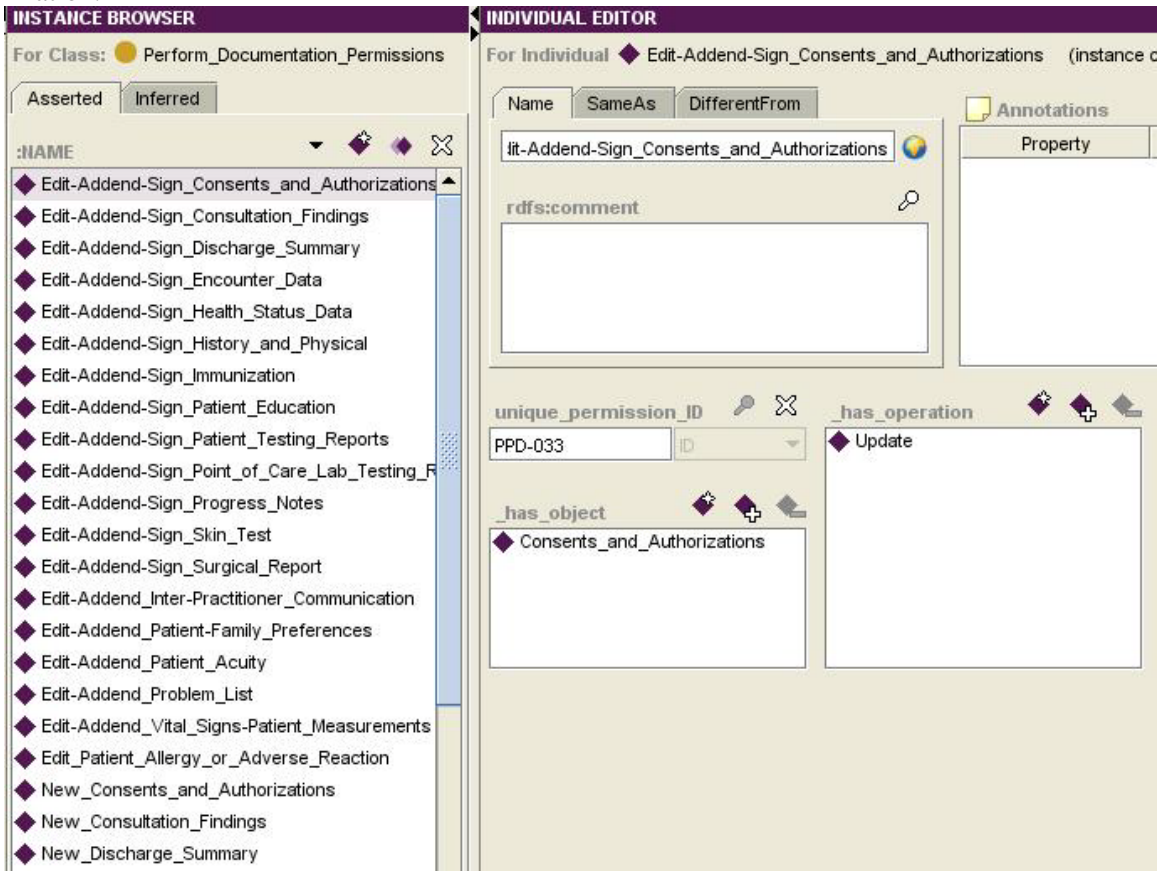 INSTANCE BROWSER
For Class: Perform_Documentation_Permissions
Asserted Inferred
:NAME
Edit-Addend-Sign_Consents_and_Authorizations
Edit-Addend-Sign_Consultation_Findings
Edit-Addend-Sign_Discharge_Summary
Edit-Addend-Sign_Encounter_Data
Edit-Addend-Sign_Health_Status_Data
Edit-Addend-Sign_History_and_Physical
Edit-Addend-Sign_Immunization
Edit-Addend-Sign_Patient_Education
Edit-Addend-Sign_Patient_Testing_Reports
Edit-Addend-Sign_Point_of_Care_Lab_Testing_R
Edit-Addend-Sign_Progress_Notes
Edit-Addend-Sign_Skin_Test
Edit-Addend-Sign_Surgical_Report
Edit-Addend_Inter-Practitioner_Communication
Edit-Addend_Patient-Family_Preferences
Edit-Addend_Patient_Acuity
Edit-Addend_Problem_List
Edit-Addend_Vital_Signs-Patient_Measurements
Edit_Patient_Allergy_or_Adverse_Reaction
New_Consents_and_Authorizations
New_Consultation_Findings
New_Discharge_Summary
INDIVIDUAL EDITOR
For Individual Edit-Addend-Sign_Consents_and_Authorizations (instance o
Name SameAs DifferentFrom
dit-Addend-Sign_Consents_and_Authorizations
rdfs:comment
Annotations
Property
unique_permission_ID
PPD-033 ID
_has_operation
Update
_has_object
Consents_and_Authorizations